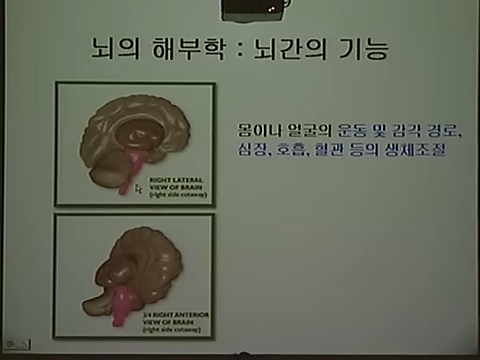 뇌의 해부학 : 뇌간의 기능
몸이나 얼굴의 운동 및 감각 경로,
심장, 호흡, 혈관 등의 생체조절
RIGHT LATERAL
VIEW OF BRAIN
(right side cutaway)
3/4 RIGHT ANTERIOR
VIEW OF BRAIN
(right side cutaway)